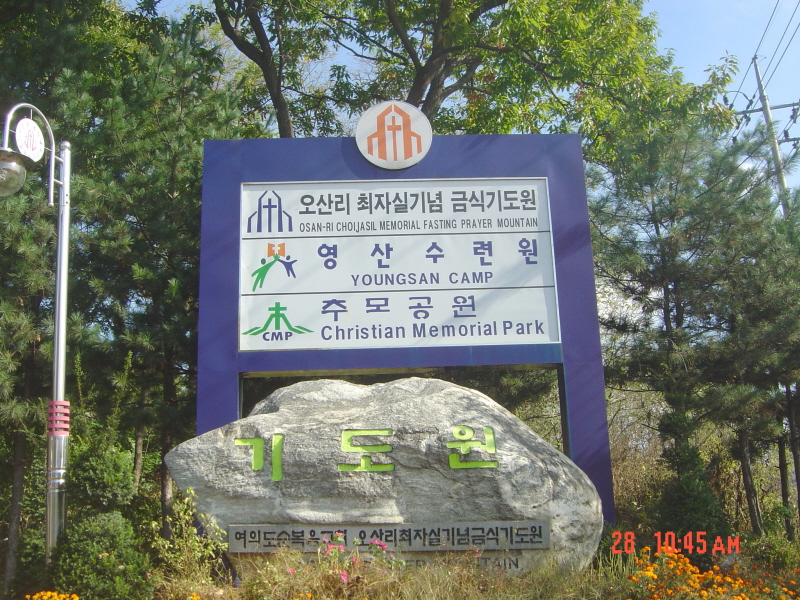 오산리 최자실기념 금식기도원
OSAN-RI CHOIJASIL MEMORIAL FASTING PRAYER MOUNTAIN
영산수련원
YOUNGSAN CAMP
추모공원
CMP
Christian Memorial Park
기도원
여의도순복음교회 오산리최자실기념금식기도원
PRAYER MOUNTAIN
28 10:45 AM